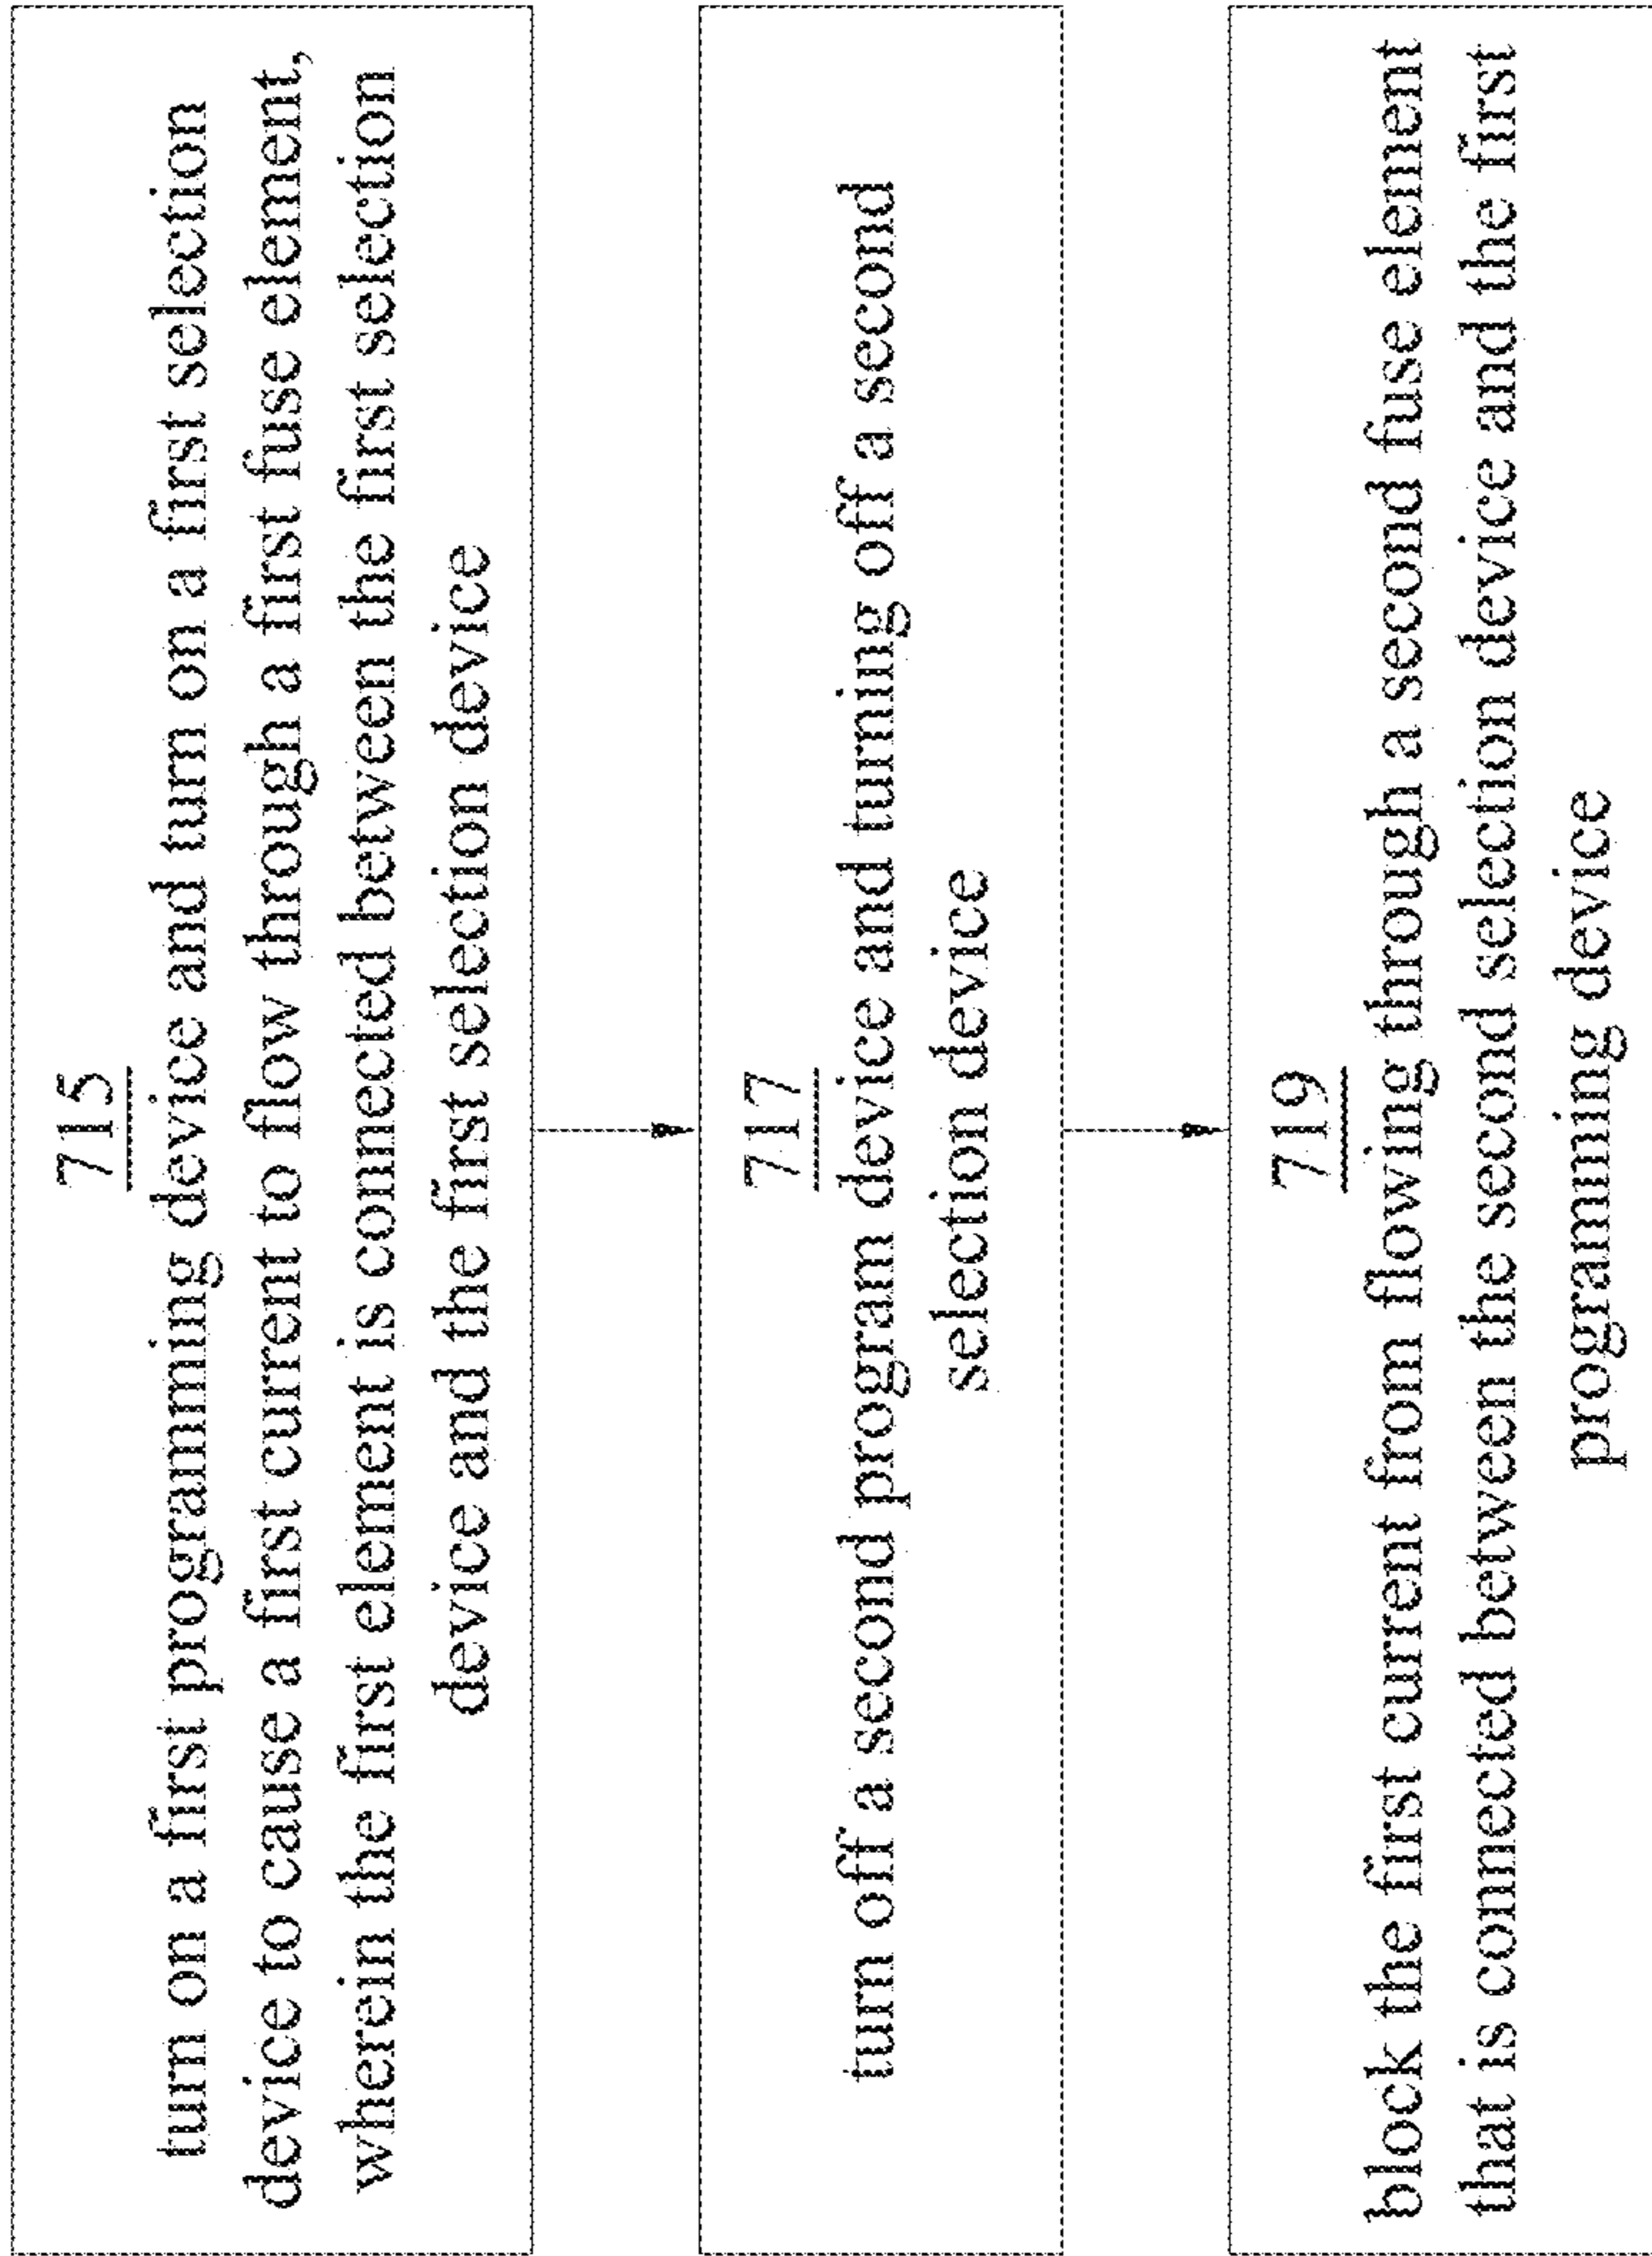 715
turn on a first programming device and turn on a first selection
device to cause a first current to flow through a first fuse element,
wherein the first element is connected between the first selection
device and the first selection device
717
turn off a second program device and turning off a second
selection device
719
block the first current from flowing through a second fuse element
that is connected between the second selection device and the first
programing device